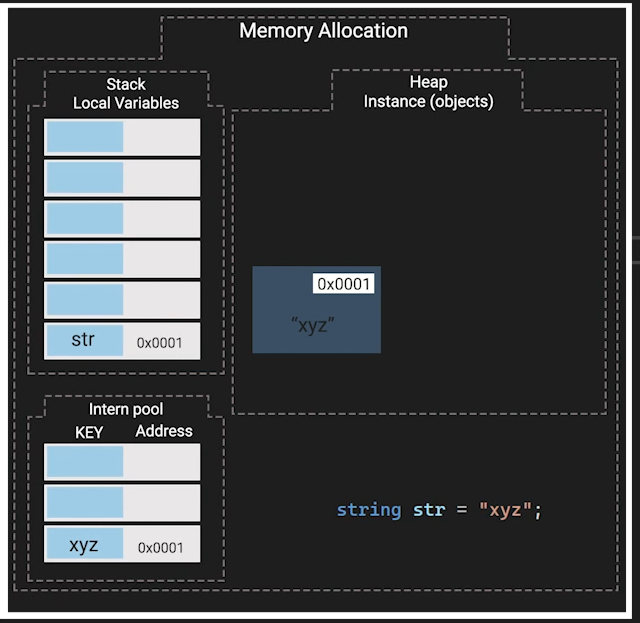 Memory Allocation
Stack
Local Variables
str 0x0001
Heap
Instance (objects)
0x0001
“xyz”
Intern pool
KEY Address
xyz 0x0001
string str = "xyz";